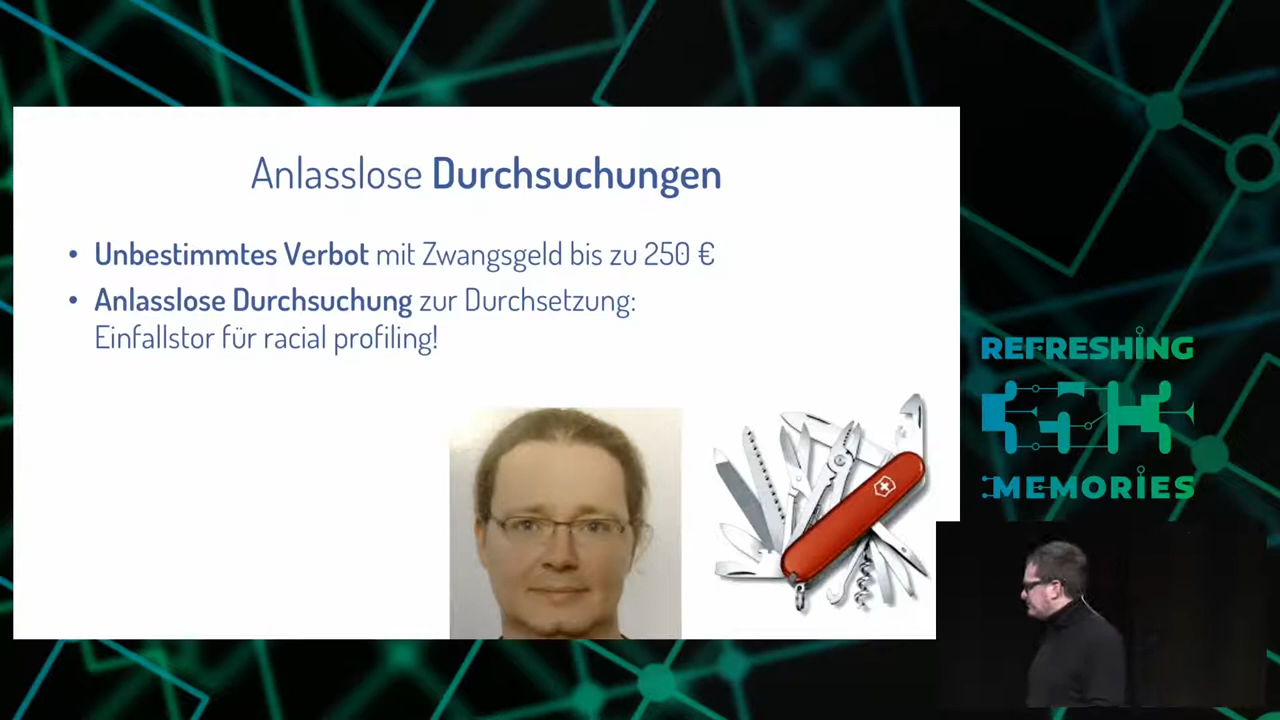 Anlasslose Durchsuchungen
• Unbestimmtes Verbot mit Zwangsgeld bis zu 250 €
• Anlasslose Durchsuchung zur Durchsetzung:
Einfallstor für racial profiling!
REFRESHING
35C3
MEMORIES